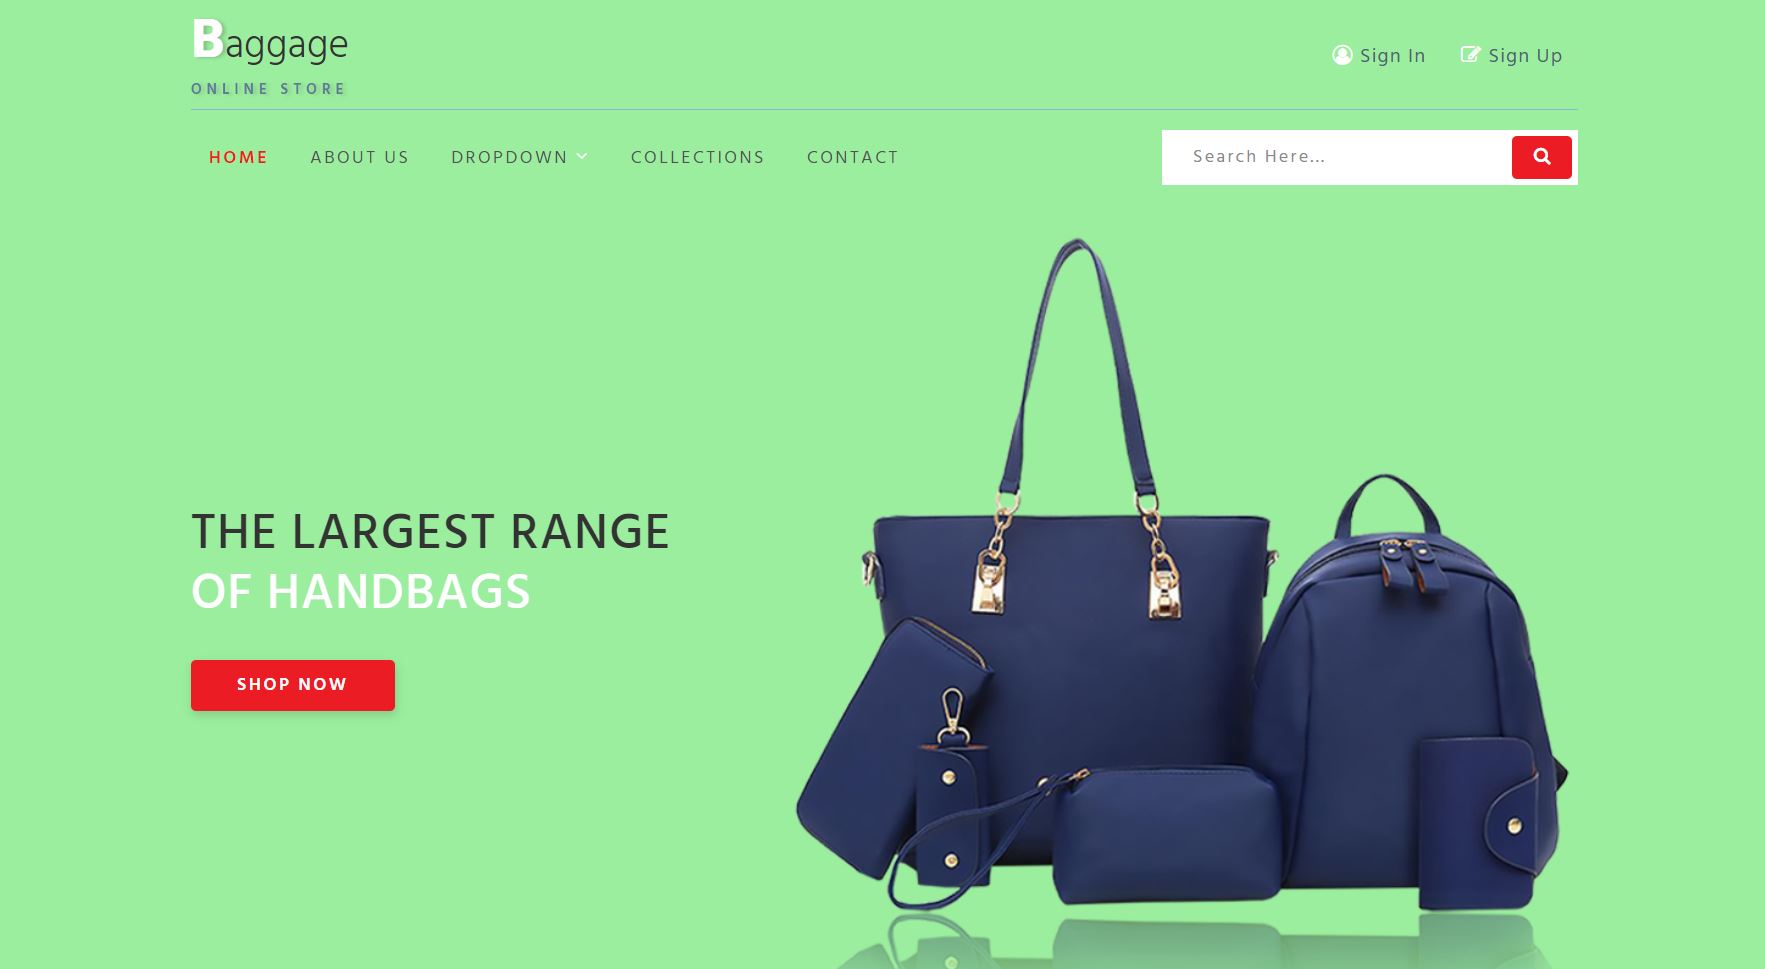 Baggage
ONLINE STORE
Sign In
Sign Up
HOME
ABOUT US
DROPDOWN
COLLECTIONS
CONTACT
Search Here...
THE LARGEST RANGE
OF HANDBAGS
SHOP NOW